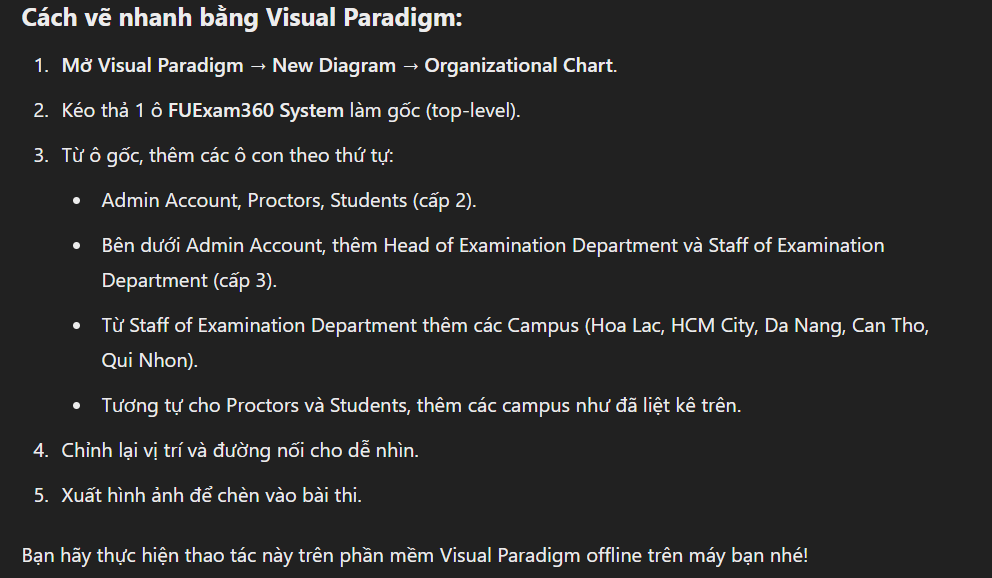 Cách vẽ nhanh bằng Visual Paradigm:
1. Mở Visual Paradigm → New Diagram → Organizational Chart.
2. Kéo thả 1 ô FUExam360 System làm gốc (top-level).
3. Từ ô gốc, thêm các ô con theo thứ tự:
• Admin Account, Proctors, Students (cấp 2).
• Bên dưới Admin Account, thêm Head of Examination Department và Staff of Examination
Department (cấp 3).
• Từ Staff of Examination Department thêm các Campus (Hoa Lac, HCM City, Da Nang, Can Tho,
Qui Nhon).
• Tương tự cho Proctors và Students, thêm các campus như đã liệt kê trên.
4. Chỉnh lại vị trí và đường nối cho dễ nhìn.
5. Xuất hình ảnh để chèn vào bài thi.
Bạn hãy thực hiện thao tác này trên phần mềm Visual Paradigm offline trên máy bạn nhé!